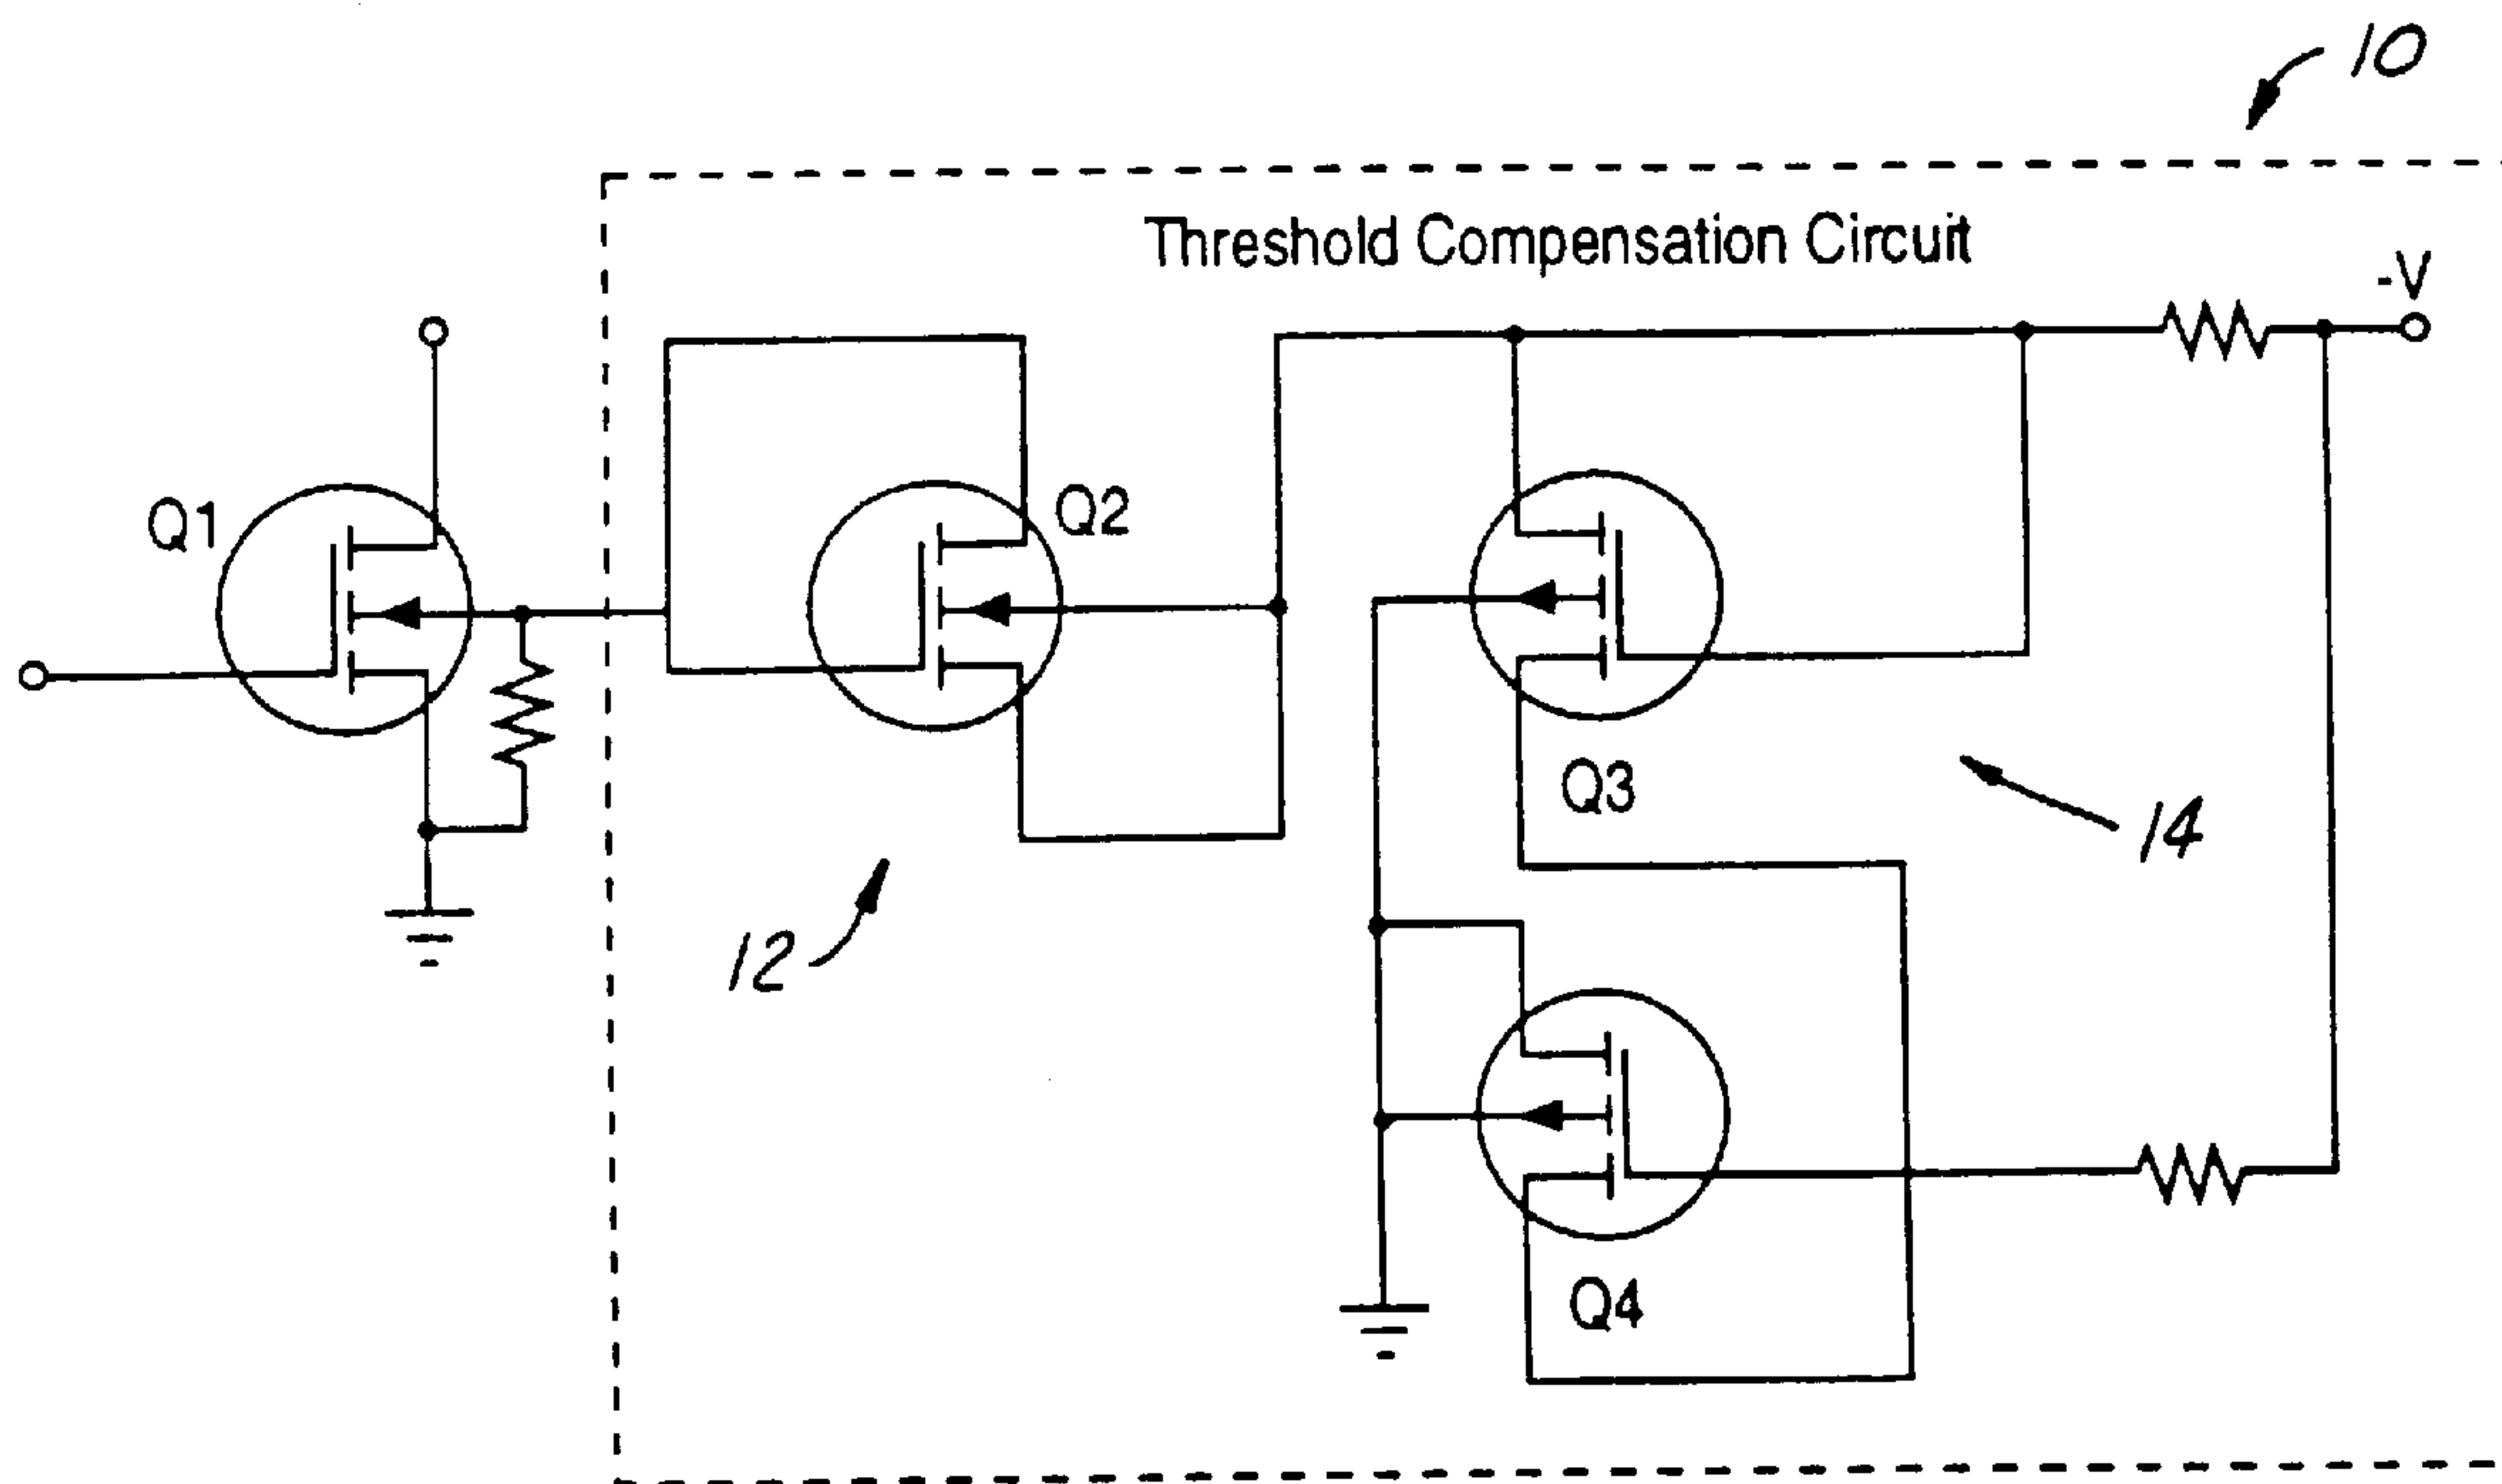 10
Threshold Compensation Circuit
-V
Q1
Q2
Q3
14
12
Q4